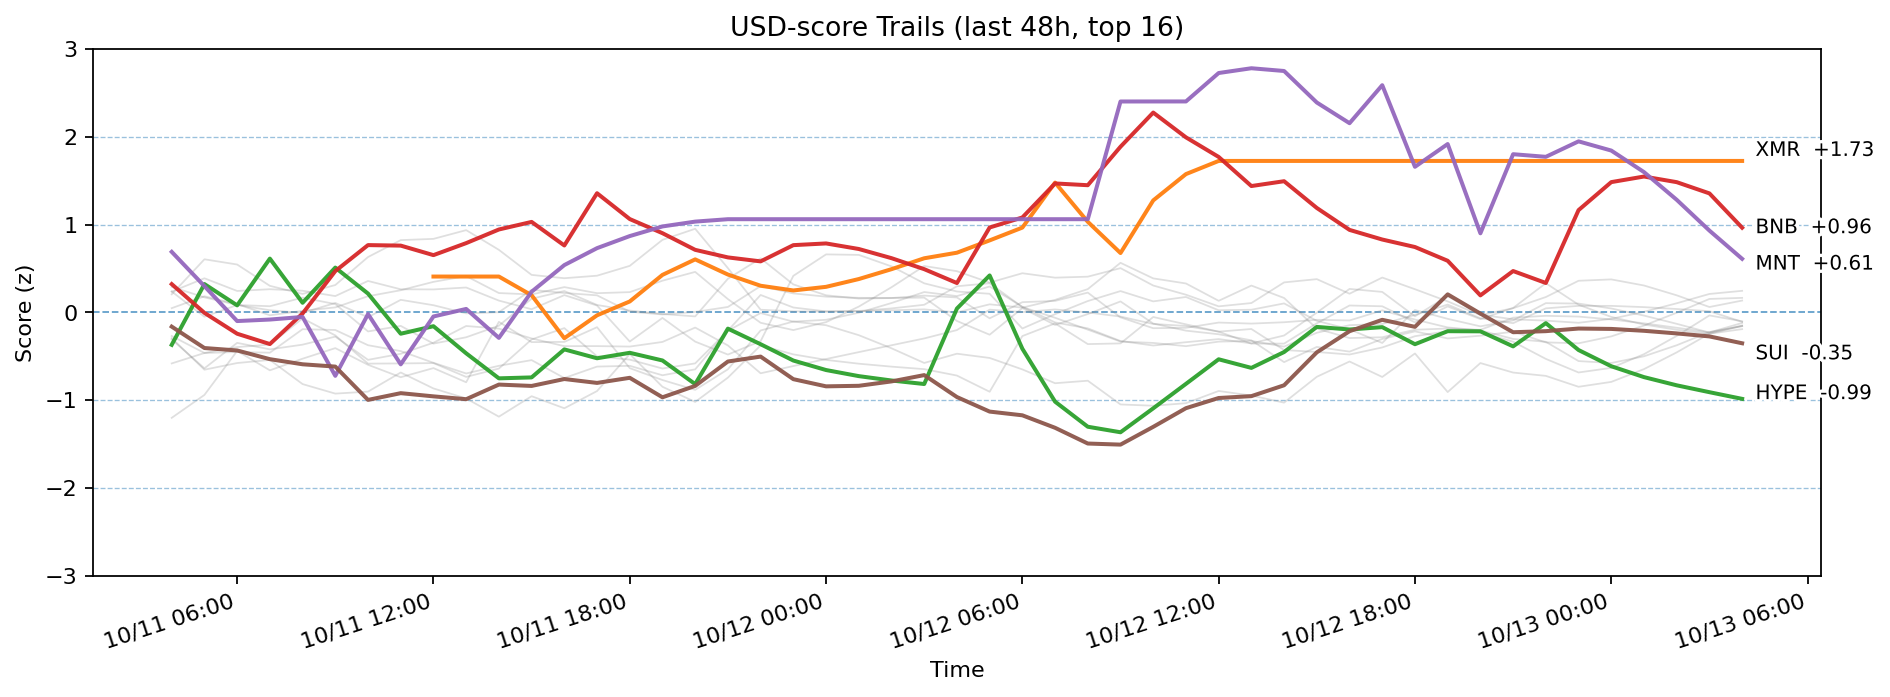 USD-score Trails (last 48h, top 16)
Score (z)
3
2
1
0
−1
−2
−3
XMR +1.73
BNB +0.96
MNT +0.61
SUI -0.35
HYPE -0.99
10/11 06:00
10/11 12:00
10/11 18:00
10/12 00:00
10/12 06:00
10/12 12:00
10/12 18:00
10/13 00:00
10/13 06:00
Time